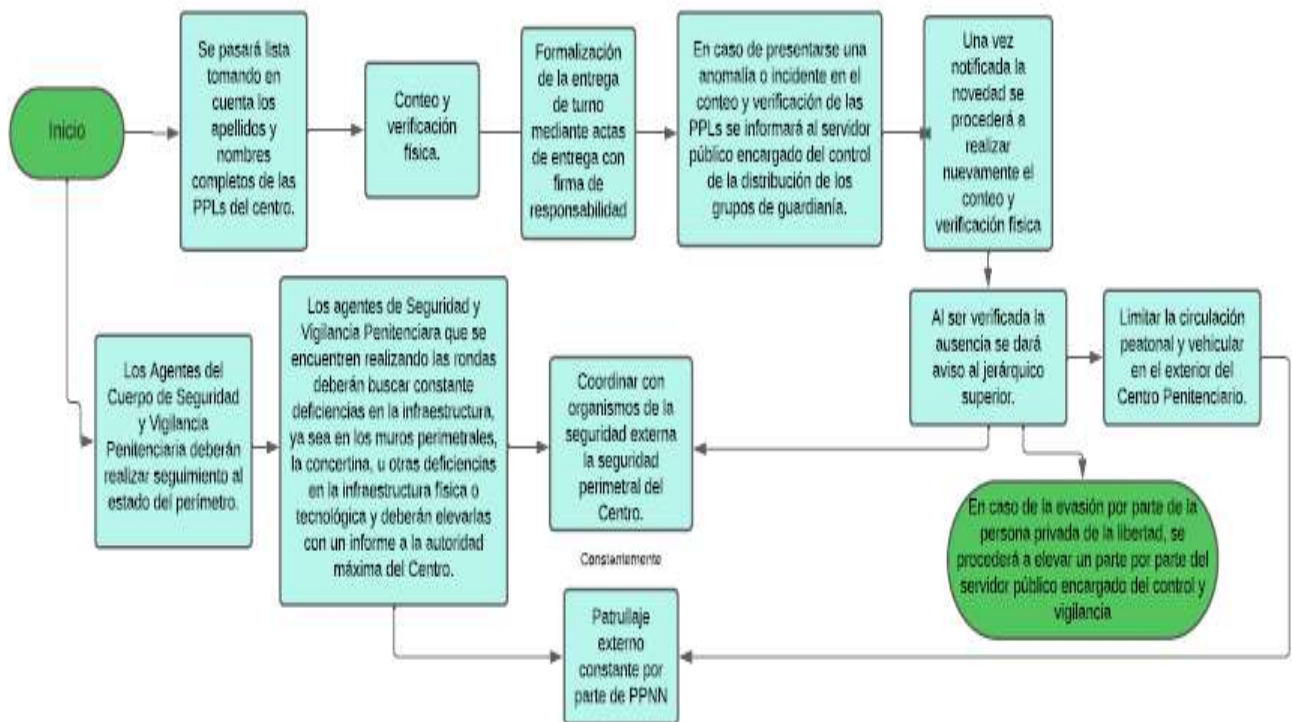 Inicio
Se pasará lista
tomando en
cuenta los
apellidos y
nombres
completos de las
PPLs del centro.
Conteo y
verificación
física.
Formalización
de la entrega
de turno
mediante actas
de entrega con
firma de
responsabilidad
En caso de presentarse una
anomalía o incidente en el
conteo y verificación de las
PPLs se informará al servidor
público encargado del control
de la distribución de los
grupos de guardianía.
Una vez
notificada la
novedad se
procederá a
realizar
nuevamente el
conteo y
verificación física
Los Agentes del
Cuerpo de Seguridad
y Vigilancia
Penitenciaria deberán
realizar seguimiento al
estado del perímetro.
Los agentes de Seguridad y
Vigilancia Penitenciara que se
encuentren realizando las rondas
deberán buscar constante
deficiencias en la infraestructura,
ya sea en los muros perimetrales,
la concertina, u otras deficiencias
en la infraestructura física o
tecnológica y deberán elevarlas
con un informe a la autoridad
máxima del Centro.
Coordinar con
organismos de la
seguridad externa
la seguridad
perimetral del
Centro.
Al ser verificada la
ausencia se dará
aviso al jerárquico
superior.
Limitar la circulación
peatonal y vehicular
en el exterior del
Centro Penitenciario.
En caso de la evasión por parte de la
persona privada de la libertad, se
procederá a elevar un parte por parte del
servidor público encargado del control y
vigilancia
Constantemente
Patrullaje
externo
constante por
parte de PPNN